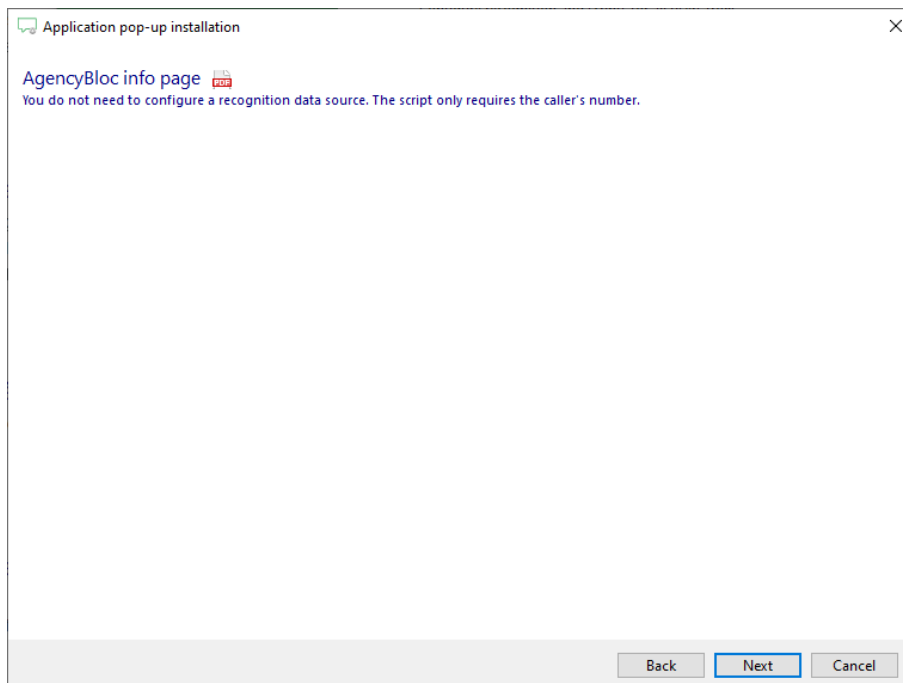 Application pop-up installation
AgencyBloc info page PDF
You do not need to configure a recognition data source. The script only requires the caller's number.
Back Next Cancel